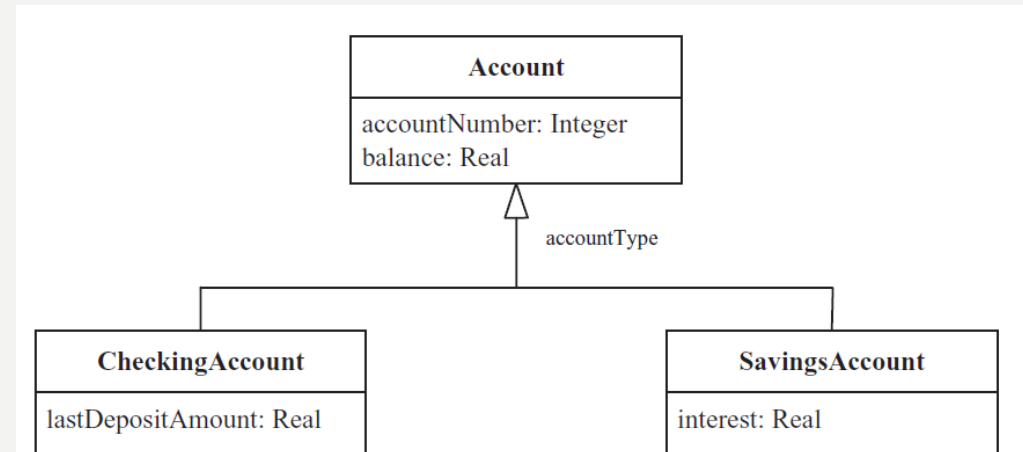 Account
accountNumber: Integer
balance: Real
accountType
CheckingAccount
lastDepositAmount: Real
SavingsAccount
interest: Real